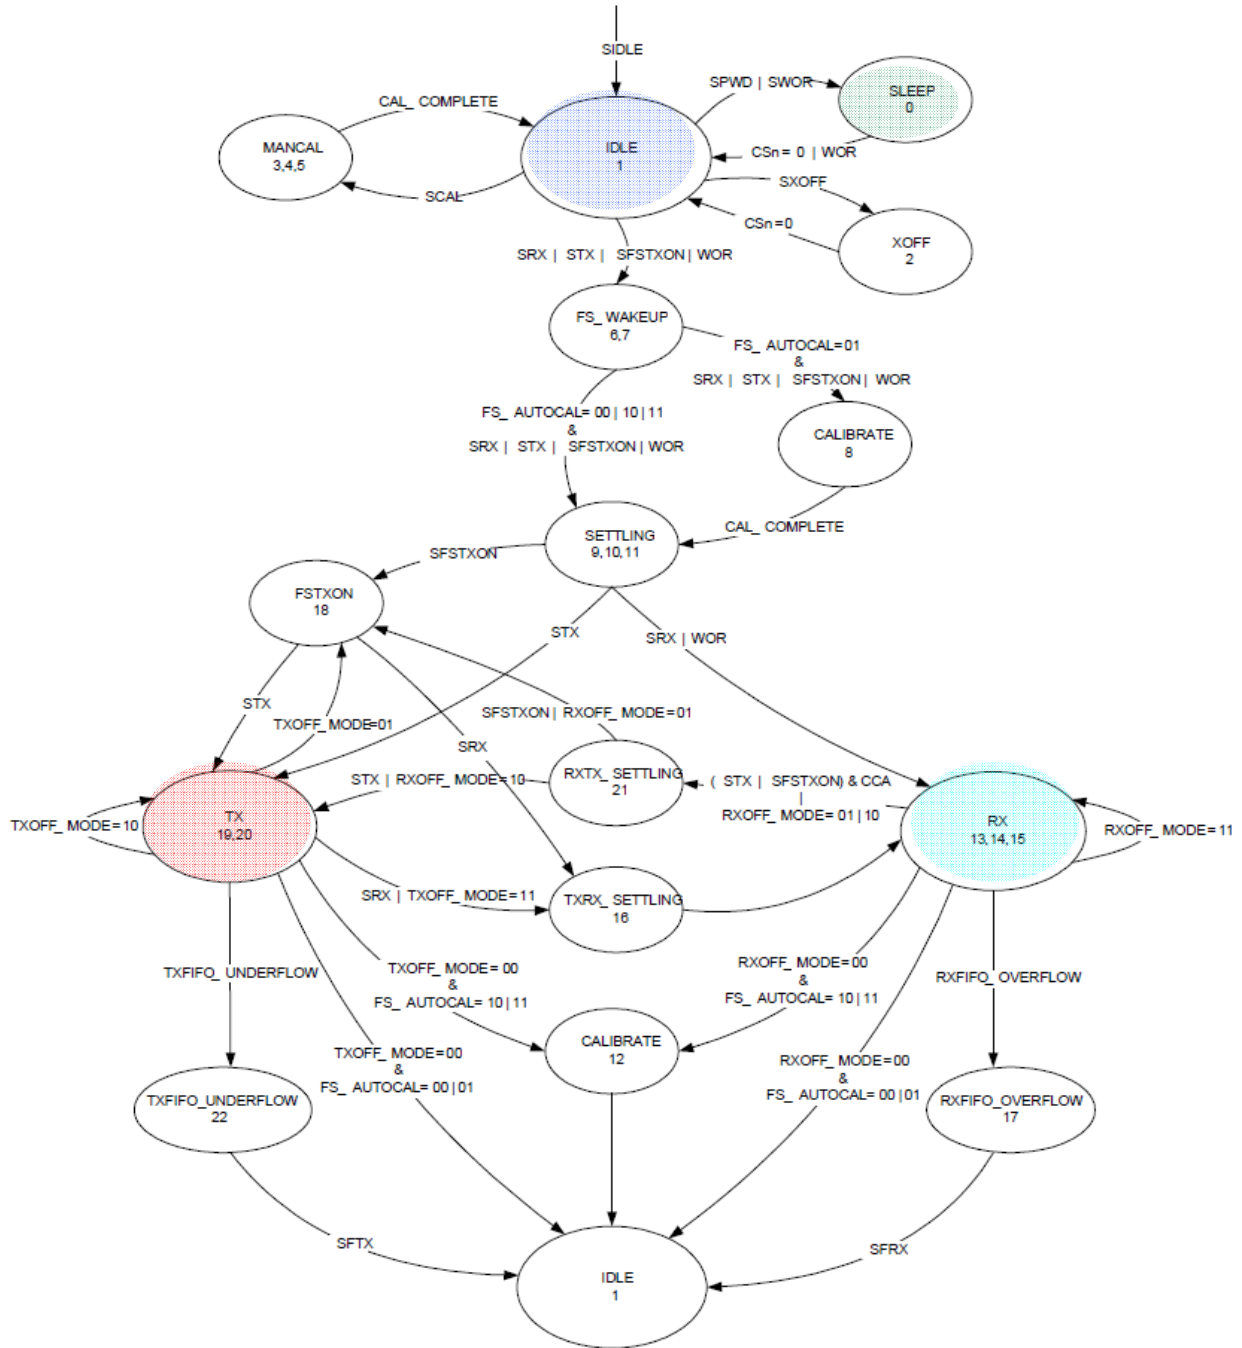 SIDLE
SPWD | SWOR
SLEEP
0
CAL_ COMPLETE
MANCAL
3,4,5
IDLE
1
CSn = 0 | WOR
SXOFF
SCAL
CSn = 0
XOFF
2
SRX | STX | SFSTXON | WOR
FS_ WAKEUP
6,7
FS_ AUTOCAL = 01
&
SRX | STX | SFSTXON | WOR
FS_ AUTOCAL = 00 | 10 | 11
&
SRX | STX | SFSTXON | WOR
CALIBRATE
8
CAL_ COMPLETE
SETTLING
9,10,11
SFSTXON
FSTXON
18
STX
SRX | WOR
STX
TXOFF_ MODE = 01
SFSTXON | RXOFF_ MODE = 01
SRX
STX | RXOFF_ MODE = 10
RXTX_ SETTLING
21
( STX | SFSTXON ) & CCA
|
RXOFF_ MODE = 01 | 10
TXOFF_ MODE = 10
TX
19,20
RX
13,14,15
RXOFF_ MODE = 11
SRX | TXOFF_ MODE = 11
TXRX_ SETTLING
16
TXFIFO_ UNDERFLOW
TXOFF_ MODE = 00
&
FS_ AUTOCAL = 10 | 11
RXOFF_ MODE = 00
&
FS_ AUTOCAL = 10 | 11
RXFIFO_ OVERFLOW
CALIBRATE
12
TXOFF_ MODE = 00
&
FS_ AUTOCAL = 00 | 01
RXOFF_ MODE = 00
&
FS_ AUTOCAL = 00 | 01
TXFIFO_UNDERFLOW
22
RXFIFO_OVERFLOW
17
SFTX
SFRX
IDLE
1